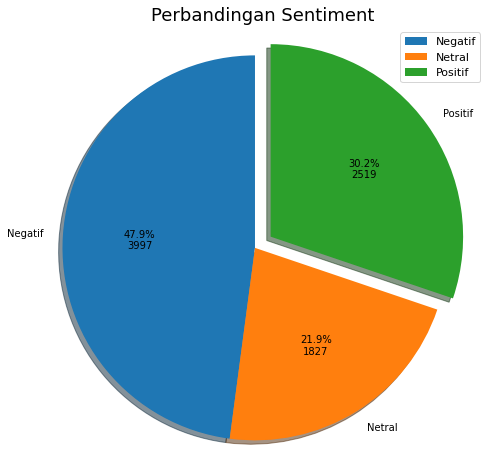 Perbandingan Sentiment
Negatif
Netral
Positif
Positif
30.2%
2519
Negatif
47.9%
3997
21.9%
1827
Netral